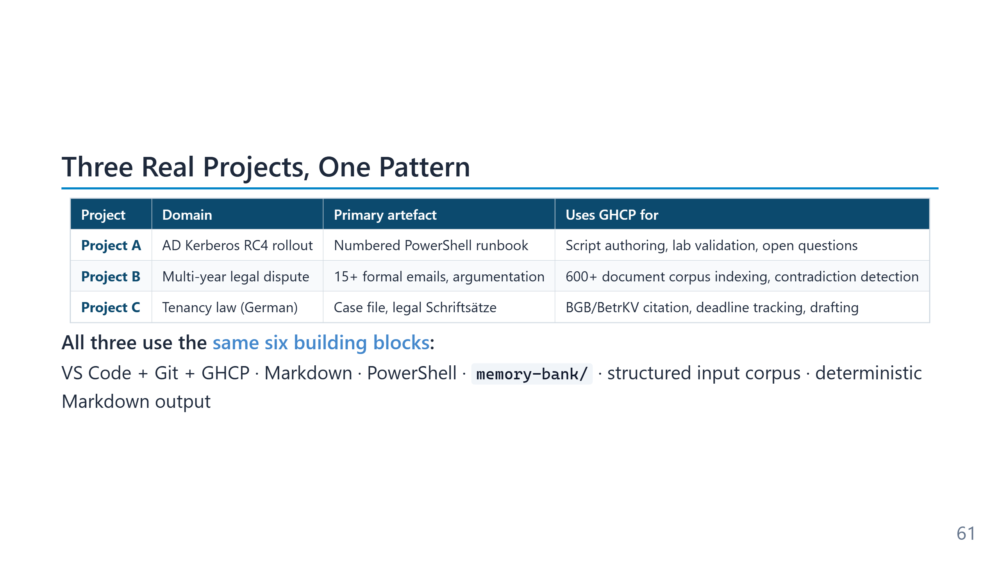 Three Real Projects, One Pattern
Project Domain Primary artefact Uses GHCP for
Project A AD Kerberos RC4 rollout Numbered PowerShell runbook Script authoring, lab validation, open questions
Project B Multi-year legal dispute 15+ formal emails, argumentation 600+ document corpus indexing, contradiction detection
Project C Tenancy law (German) Case file, legal Schriftsätze BGB/BetrKV citation, deadline tracking, drafting
All three use the same six building blocks:
VS Code + Git + GHCP · Markdown · PowerShell · memory-bank/ · structured input corpus · deterministic
Markdown output
61